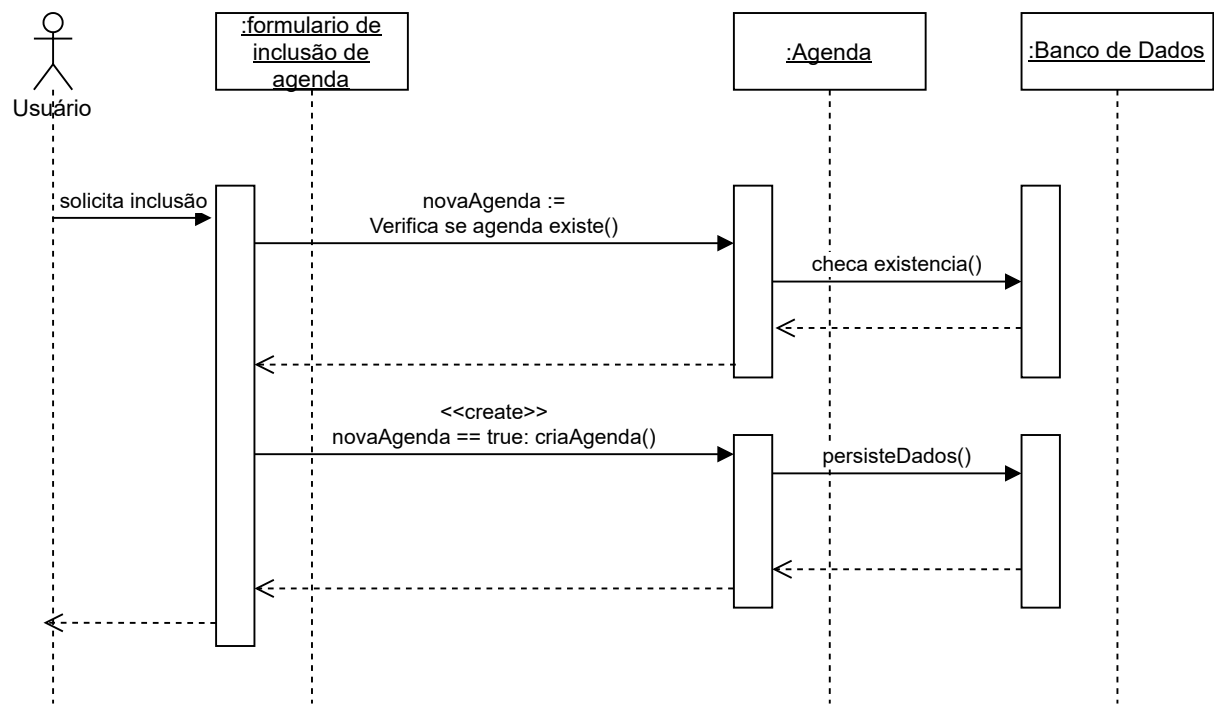 :formulario de
inclusão de
agenda
:Agenda
:Banco de Dados
Usuário
solicita inclusão
novaAgenda :=
Verifica se agenda existe()
checa existencia()
<<create>>
novaAgenda == true: criaAgenda()
persisteDados()